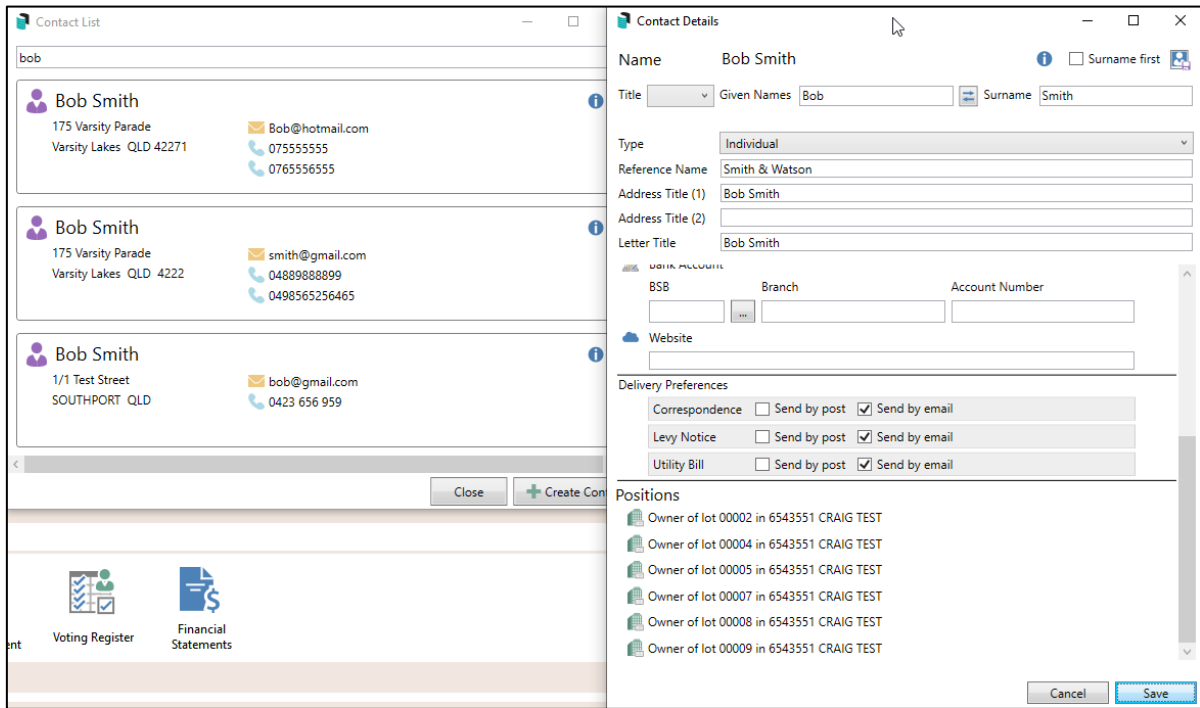 Contact List
bob
Bob Smith
175 Varsity Parade
Varsity Lakes QLD 42271
Bob@hotmail.com
075555555
0765556555
Bob Smith
175 Varsity Parade
Varsity Lakes QLD 4222
smith@gmail.com
04889888899
0498565256465
Bob Smith
1/1 Test Street
SOUTHPORT QLD
bob@gmail.com
0423 656 959
Close
Create Con
ent
Voting Register
Financial
Statements
Contact Details
Name Bob Smith
Surname first
Title Given Names Bob Surname Smith
Type Individual
Reference Name Smith & Watson
Address Title (1) Bob Smith
Address Title (2)
Letter Title Bob Smith
Bank Account
BSB Branch Account Number
...
Website
Delivery Preferences
Correspondence Send by post Send by email
Levy Notice Send by post Send by email
Utility Bill Send by post Send by email
Positions
Owner of lot 00002 in 6543551 CRAIG TEST
Owner of lot 00004 in 6543551 CRAIG TEST
Owner of lot 00005 in 6543551 CRAIG TEST
Owner of lot 00007 in 6543551 CRAIG TEST
Owner of lot 00008 in 6543551 CRAIG TEST
Owner of lot 00009 in 6543551 CRAIG TEST
Cancel Save